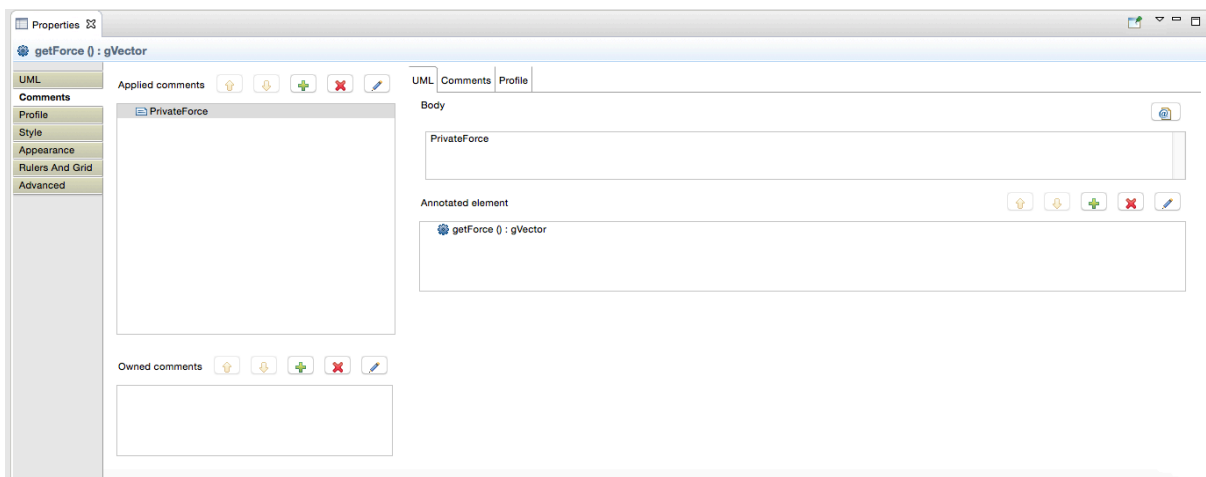 Properties
getForce () : gVector
UML
Comments
Profile
Style
Appearance
Rulers And Grid
Advanced
Applied comments
PrivateForce
Owned comments
UML Comments Profile
Body
PrivateForce
Annotated element
getForce () : gVector